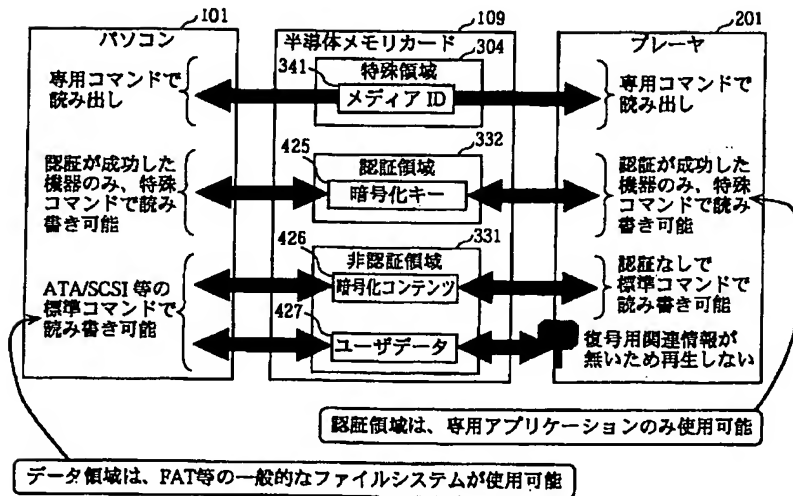 101
パソコン
専用コマンドで
読み出し
認証が成功した
機器のみ、特殊
コマンドで読み
書き可能
ATA/SCSI 等の
標準コマンドで
読み書き可能
109
半導体メモリカード
304
特殊領域
341
メディア ID
332
認証領域
425
暗号化キー
331
非認証領域
426
暗号化コンテンツ
427
ユーザデータ
201
プレーヤ
専用コマンドで
読み出し
認証が成功した
機器のみ、特殊
コマンドで読み
書き可能
認証なしで
標準コマンドで
読み書き可能
復号用関連情報が
無いため再生しない
認証領域は、専用アプリケーションのみ使用可能
データ領域は、FAT等の一般的なファイルシステムが使用可能